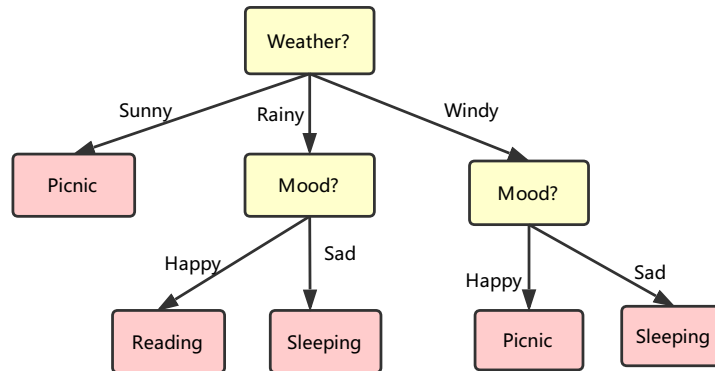 Weather?
Sunny
Rainy
Windy
Picnic
Mood?
Mood?
Happy
Sad
Happy
Sad
Reading
Sleeping
Picnic
Sleeping